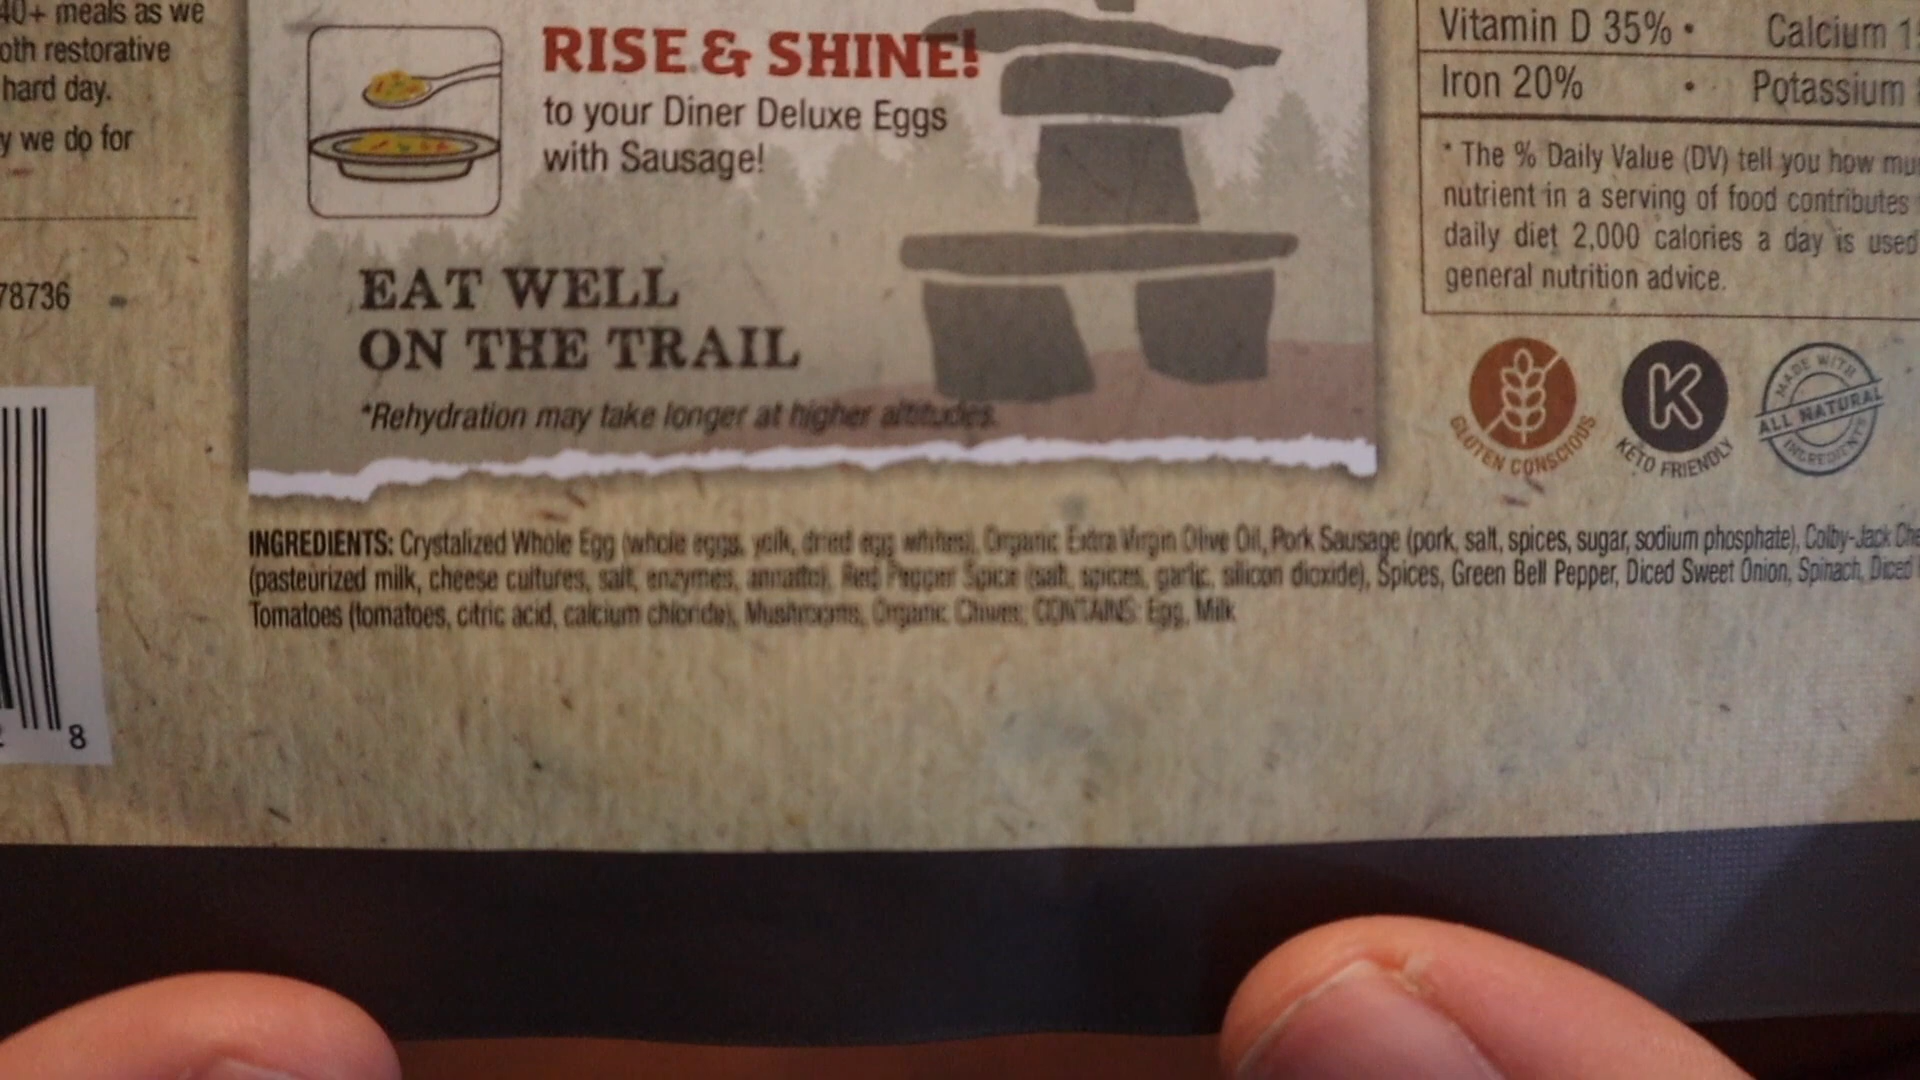 40+ meals as we
oth restorative
hard day.
y we do for
78736
8
RISE & SHINE!
to your Diner Deluxe Eggs
with Sausage!
EAT WELL
ON THE TRAIL
*Rehydration may take longer at higher altitudes.
Vitamin D 35% • Calcium 1
Iron 20% • Potassium
* The % Daily Value (DV) tell you how mu
nutrient in a serving of food contributes
daily diet 2,000 calories a day is used
general nutrition advice.
GLUTEN CONSCIOUS
K
KETO FRIENDLY
MADE WITH
ALL NATURAL
INGREDIENTS
INGREDIENTS: Crystalized Whole Egg (whole eggs, yolk, dried egg whites), Organic Extra Virgin Olive Oil, Pork Sausage (pork, salt, spices, sugar, sodium phosphate), Colby-Jack Che
(pasteurized milk, cheese cultures, salt, enzymes, annatto), Red Pepper Spice (salt, spices, garlic, silicon dioxide), Spices, Green Bell Pepper, Diced Sweet Onion, Spinach, Diced
Tomatoes (tomatoes, citric acid, calcium chloride), Mushrooms, Organic Chives; CONTAINS: Egg, Milk